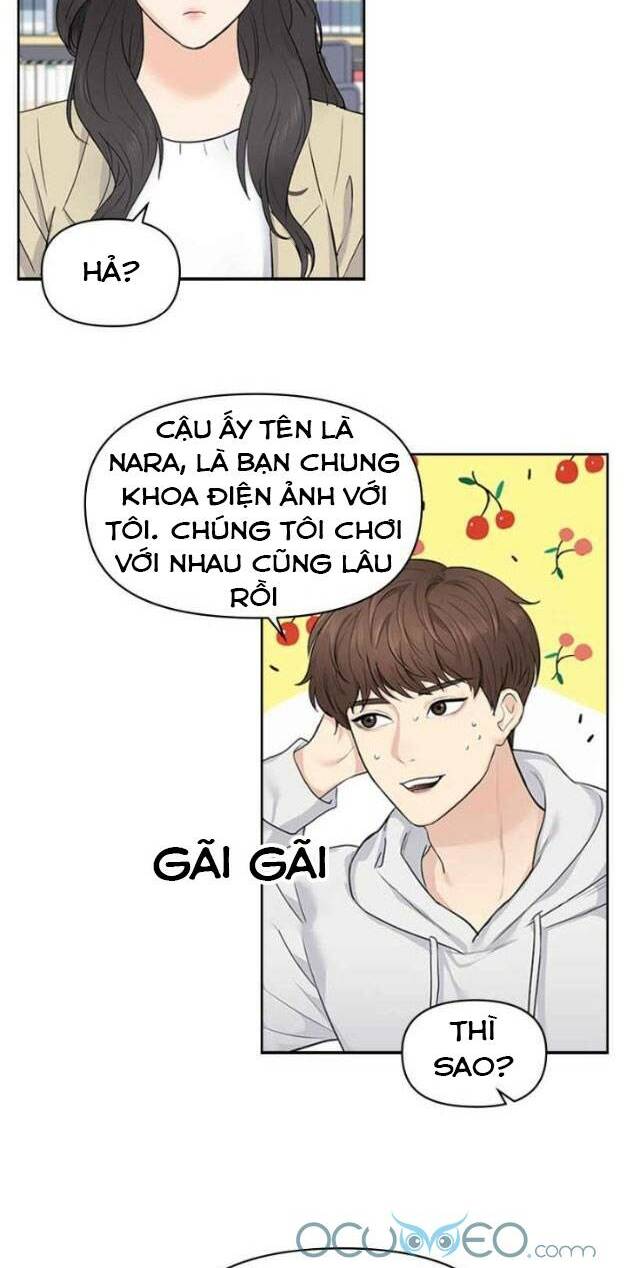 HẢ?
CẬU ẤY TÊN LÀ
NARA, LÀ BẠN CHUNG
KHOA ĐIỆN ẢNH VỚI
TÔI. CHÚNG TÔI CHƠI
VỚI NHAU CŨNG LÂU
RỒI
GÃI GÃI
THÌ
SAO?
OCUMEO.comm